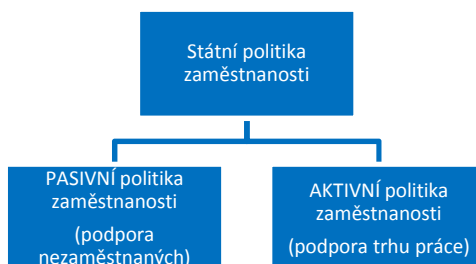 Státní politika
zaměstnanosti
PASIVNÍ politika
zaměstnanosti
(podpora
nezaměstnaných)
AKTIVNÍ politika
zaměstnanosti
(podpora trhu práce)